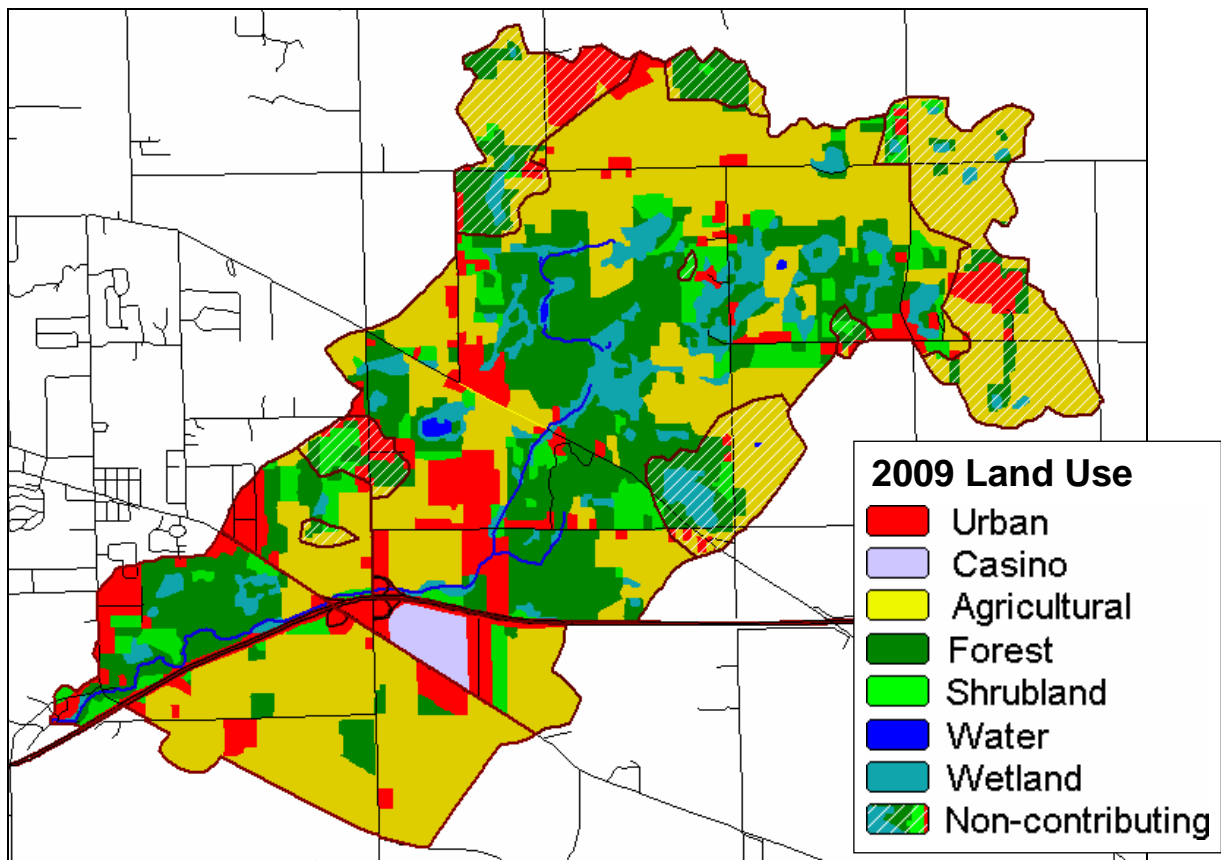 2009 Land Use
Urban
Casino
Agricultural
Forest
Shrubland
Water
Wetland
Non-contributing